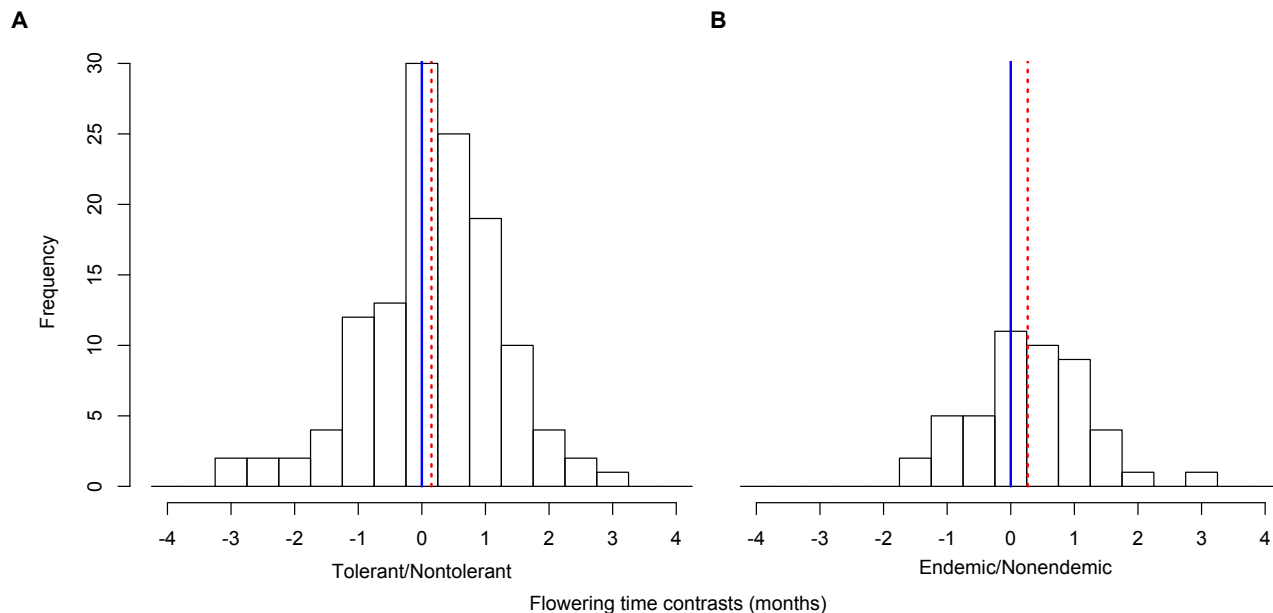 A
B
30
25
20
15
10
5
0
Frequency
-4 -3 -2 -1 0 1 2 3 4
-4 -3 -2 -1 0 1 2 3 4
Tolerant/Nontolerant
Endemic/Nonendemic
Flowering time contrasts (months)